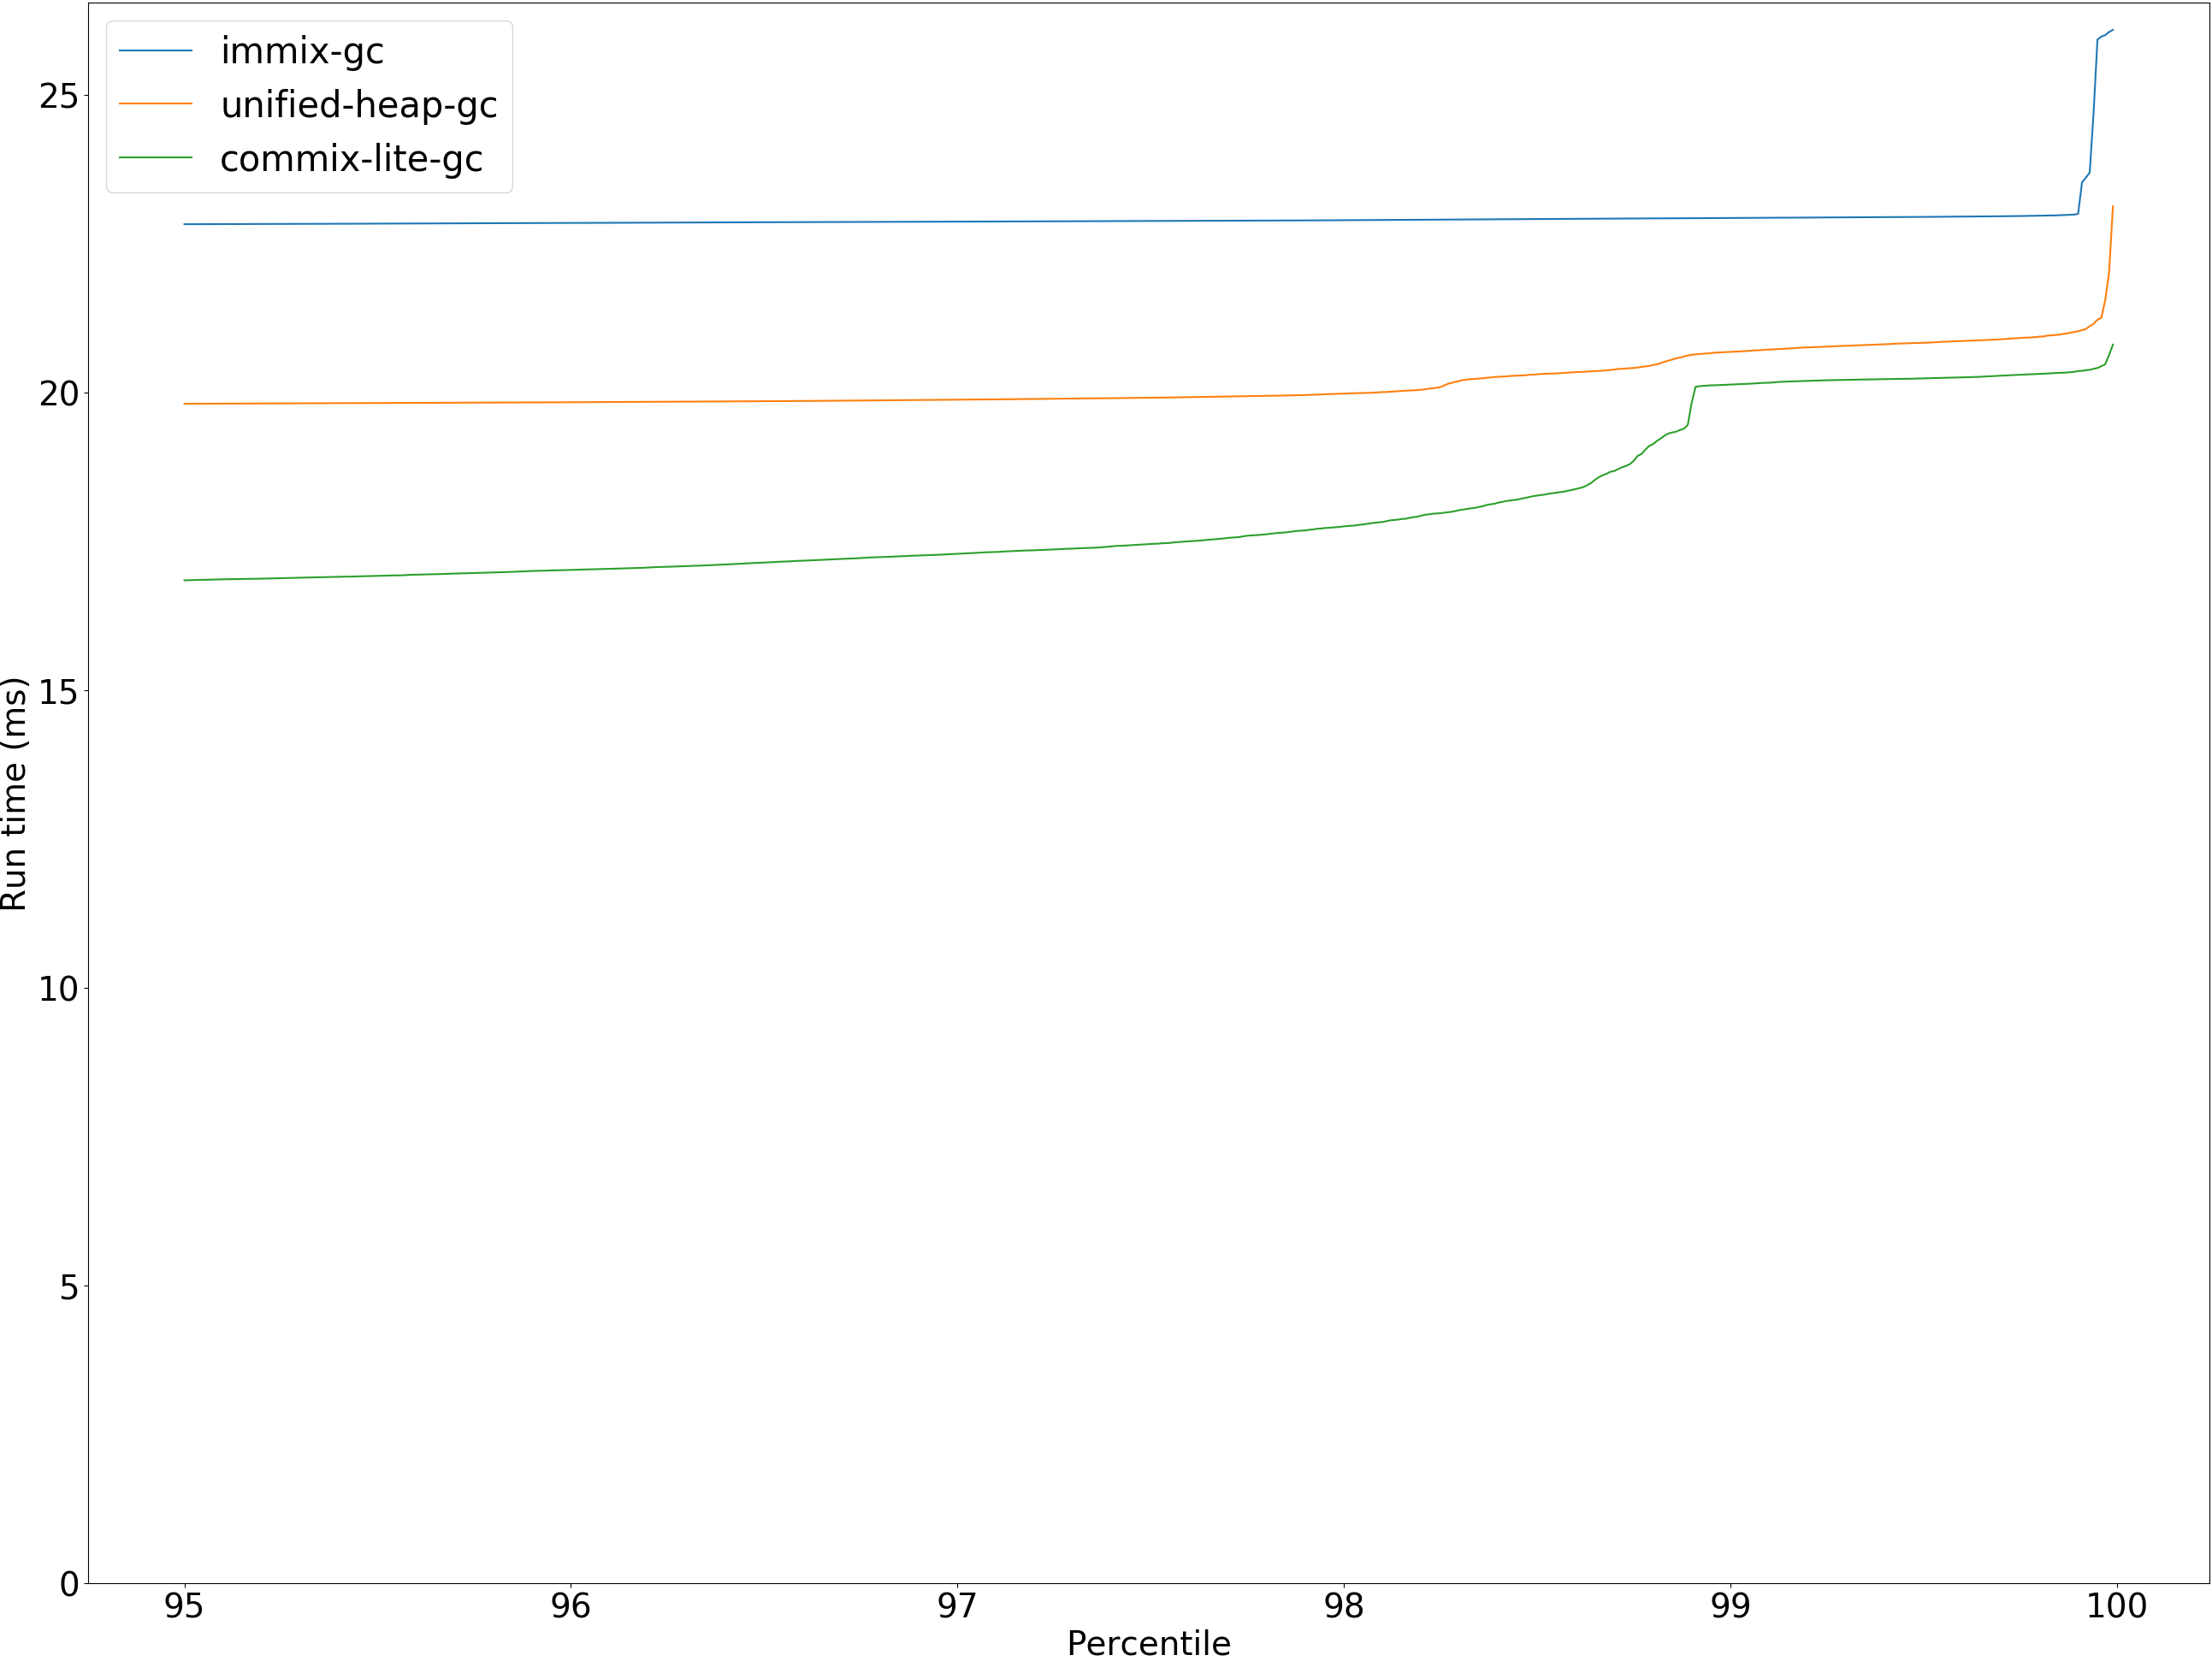 immix-gc
unified-heap-gc
commix-lite-gc
25
20
15
10
5
0
Run time (ms)
95 96 97 98 99 100
Percentile